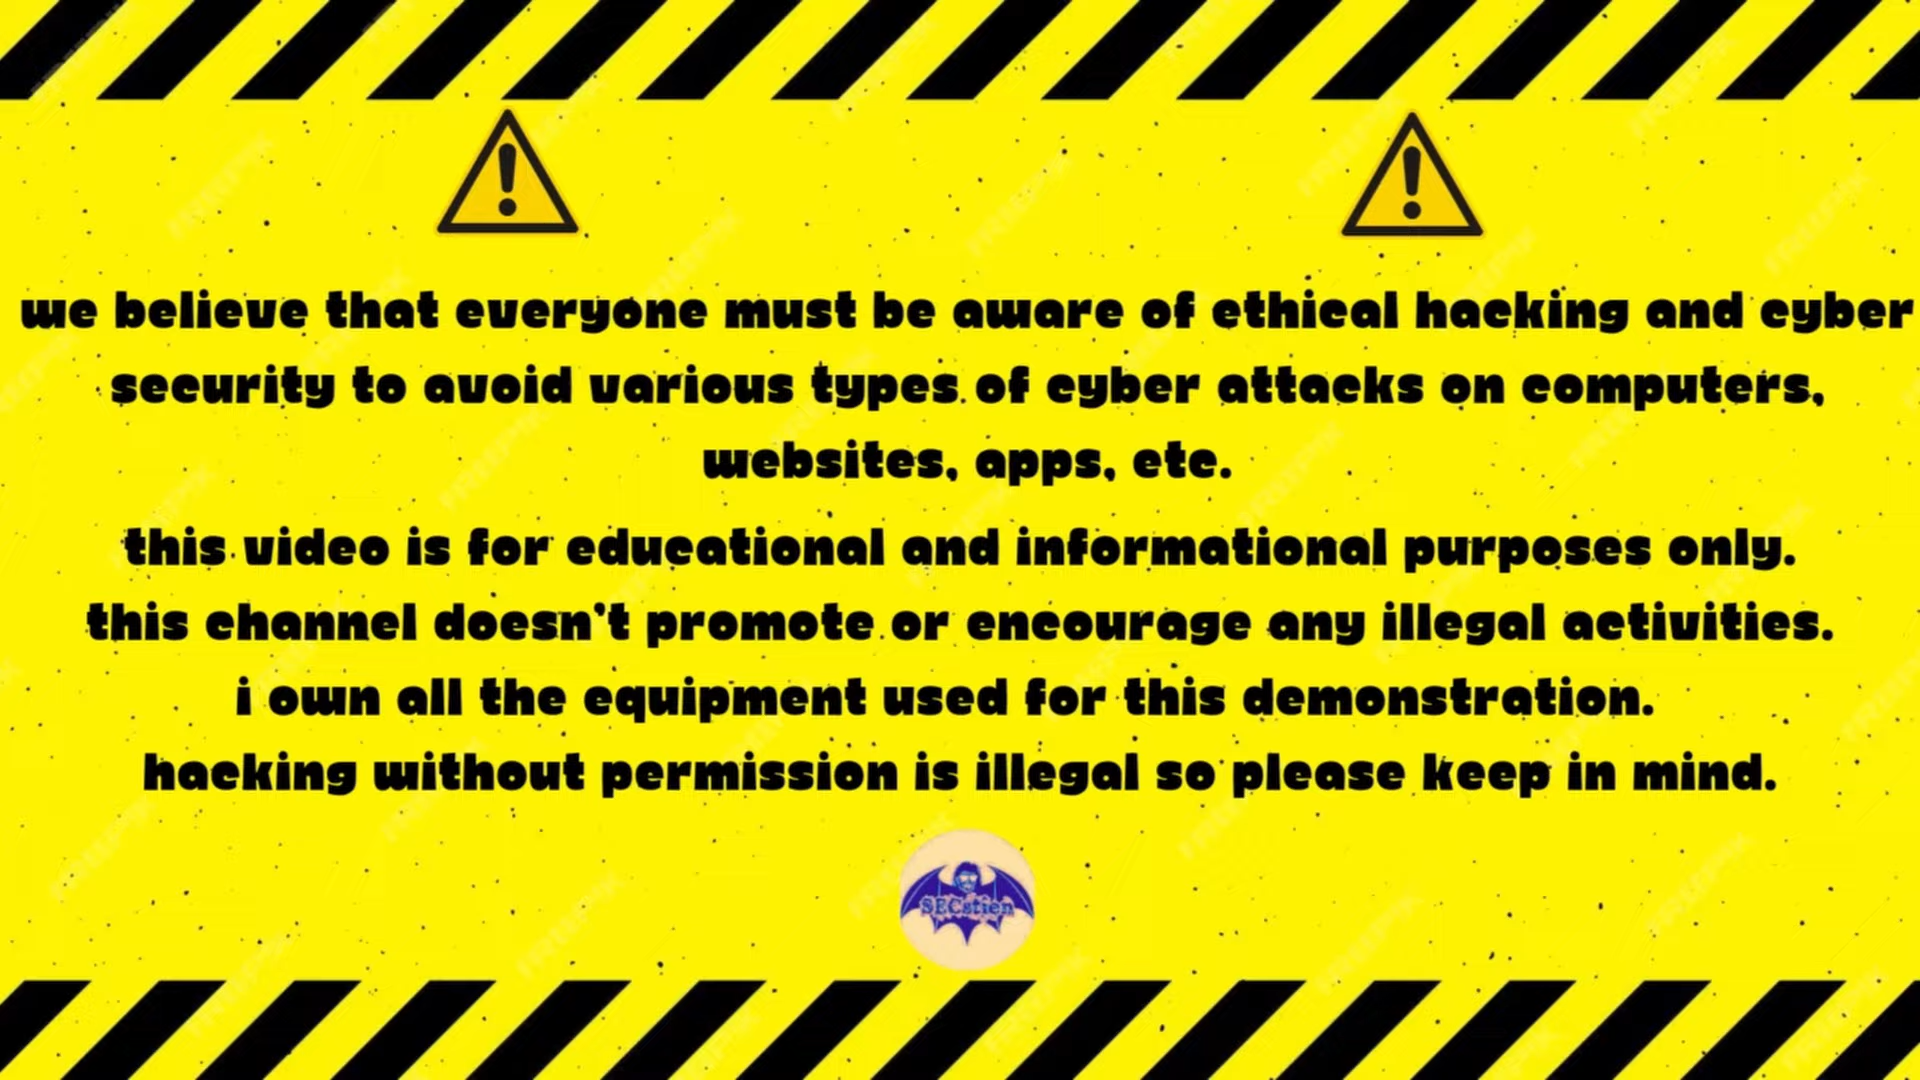 we believe that everyone must be aware of ethical hacking and cyber
security to avoid various types of cyber attacks on computers,
websites, apps, etc.
this video is for educational and informational purposes only.
this channel doesn't promote or encourage any illegal activities.
i own all the equipment used for this demonstration.
hacking without permission is illegal so please keep in mind.
SECstien